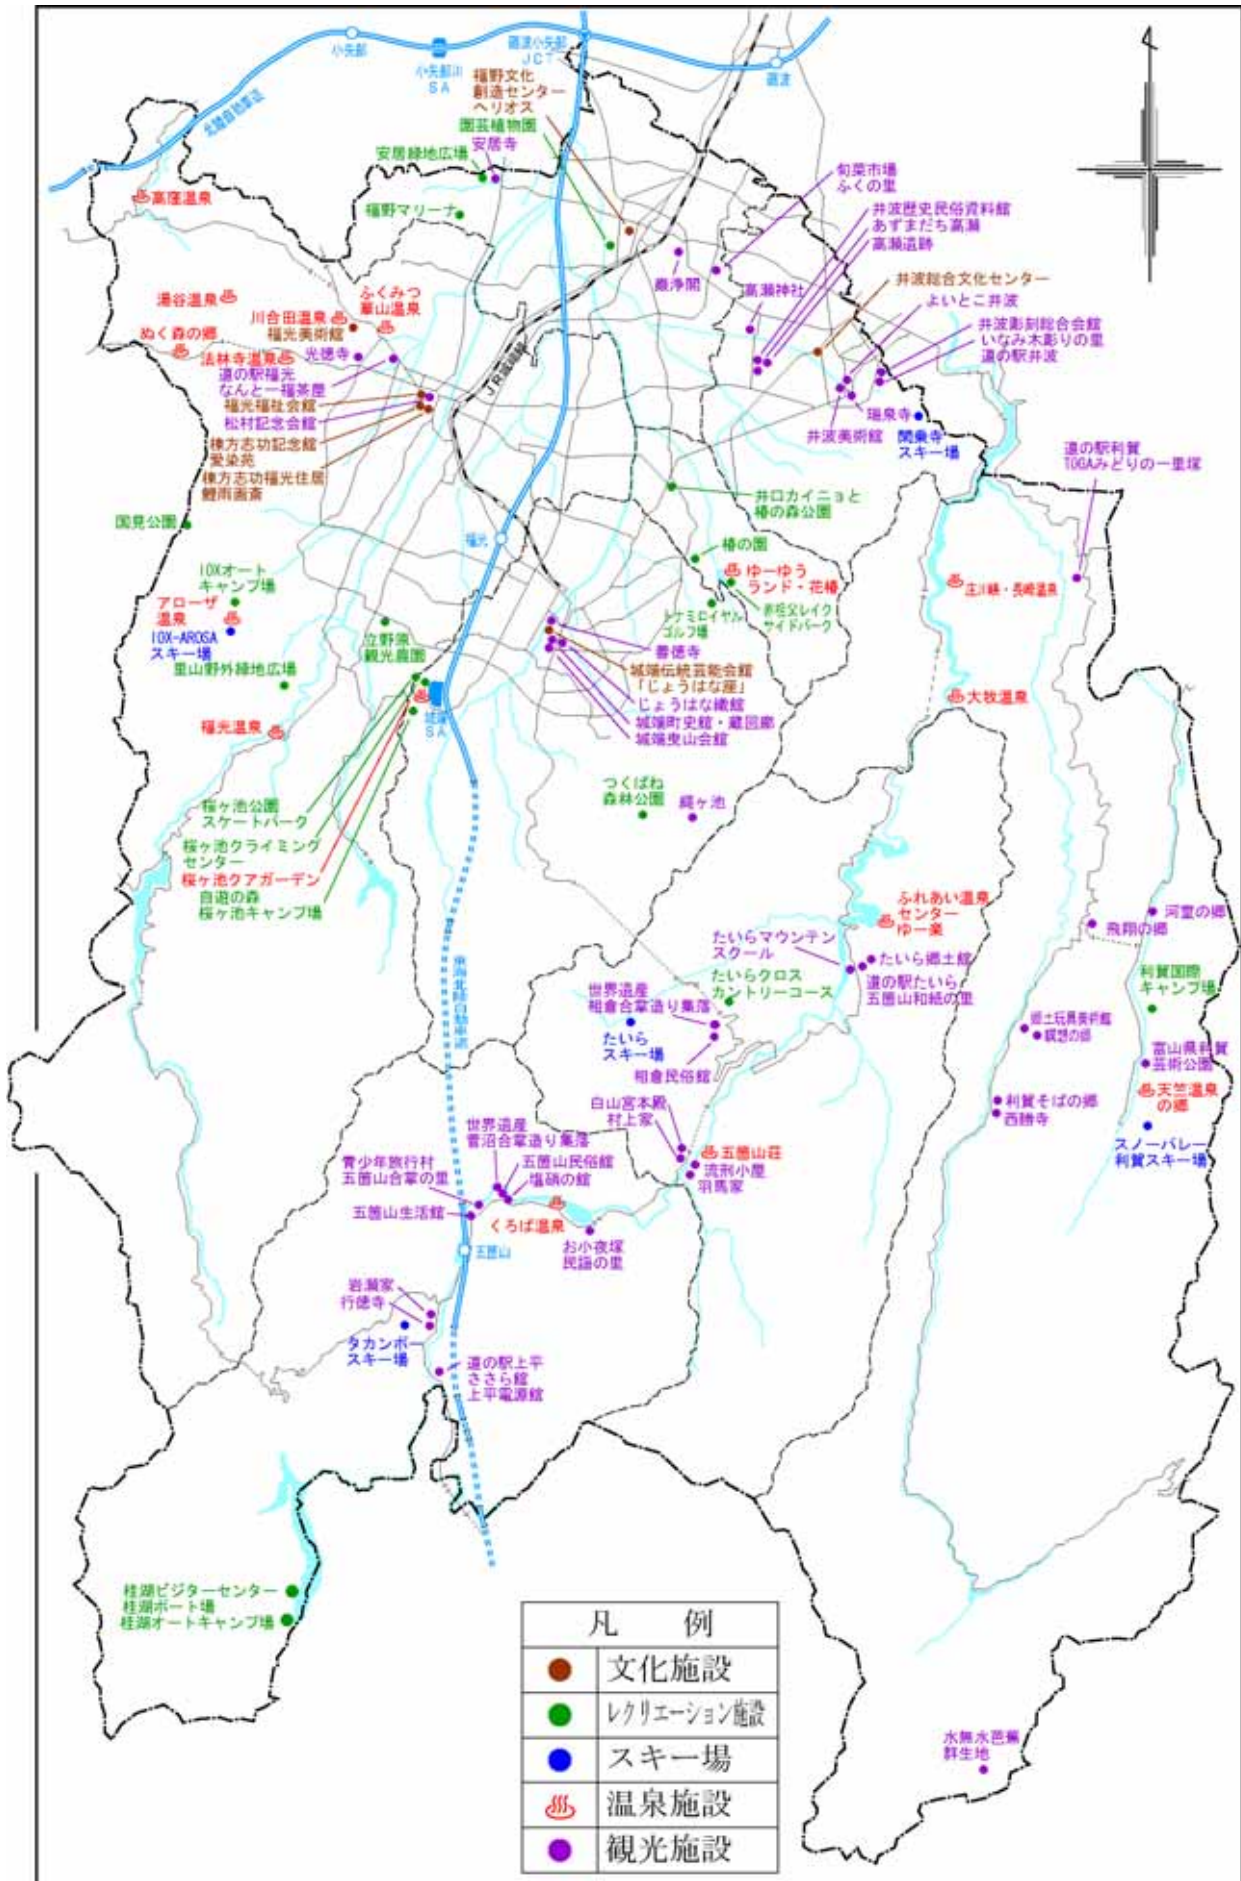 小矢部
小矢部川
SA
砺波小矢部
JCT
砺波
北陸自動車道
福野文化
創造センター
ヘリオス
園芸植物園
安居寺
安居緑地広場
福野マリーナ
高窪温泉
旬菜市場
ふくの里
井波歴史民俗資料館
あずまだち高瀬
高瀬遺跡
巌浄閣
高瀬神社
井波総合文化センター
よいとこ井波
井波彫刻総合会館
いなみ木彫りの里
道の駅井波
瑞泉寺
井波美術館
閑乗寺
スキー場
湯谷温泉
ふくみつ
華山温泉
川合田温泉
福光美術館
ぬく森の郷
法林寺温泉
光徳寺
道の駅福光
なんと一福茶屋
福光福祉会館
松村記念会館
棟方志功記念館
愛染苑
棟方志功福光住居
鯉雨画斎
JR城端線
道の駅利賀
TOGAみどりの一里塚
井口カイニョと
椿の森公園
国見公園
福光
椿の園
ゆーゆう
ランド・花椿
赤祖父レイク
サイドパーク
トナミロイヤル
ゴルフ場
庄川峡・長崎温泉
IOXオート
キャンプ場
アローザ
温泉
IOX-AROSA
スキー場
立野原
観光農園
里山野外緑地広場
善徳寺
城端伝統芸能会館
「じょうはな座」
じょうはな織館
城端町史館・蔵回廊
城端曳山会館
城端
SA
大牧温泉
福光温泉
つくばね
森林公園
縄ヶ池
桜ヶ池公園
スケートパーク
桜ヶ池クライミング
センター
桜ヶ池クアガーデン
自遊の森
桜ヶ池キャンプ場
ふれあい温泉
センター
ゆー楽
河童の郷
飛翔の郷
たいらマウンテン
スクール
たいら郷土館
道の駅たいら
五箇山和紙の里
たいらクロス
カントリーコース
利賀国際
キャンプ場
東海北陸自動車道
世界遺産
相倉合掌造り集落
たいら
スキー場
相倉民俗館
郷土玩具美術館
瞑想の郷
富山県利賀
芸術公園
天竺温泉
の郷
利賀そばの郷
西勝寺
スノーバレー
利賀スキー場
白山宮本殿
村上家
五箇山荘
流刑小屋
羽馬家
世界遺産
菅沼合掌造り集落
青少年旅行村
五箇山合掌の里
五箇山民俗館
塩硝の館
五箇山生活館
くろば温泉
お小夜塚
民謡の里
五箇山
岩瀬家
行徳寺
タカンボー
スキー場
道の駅上平
ささら館
上平電源館
桂湖ビジターセンター
桂湖ボート場
桂湖オートキャンプ場
水無水芭蕉
群生地
凡 例
文化施設
レクリエーション施設
スキー場
温泉施設
観光施設